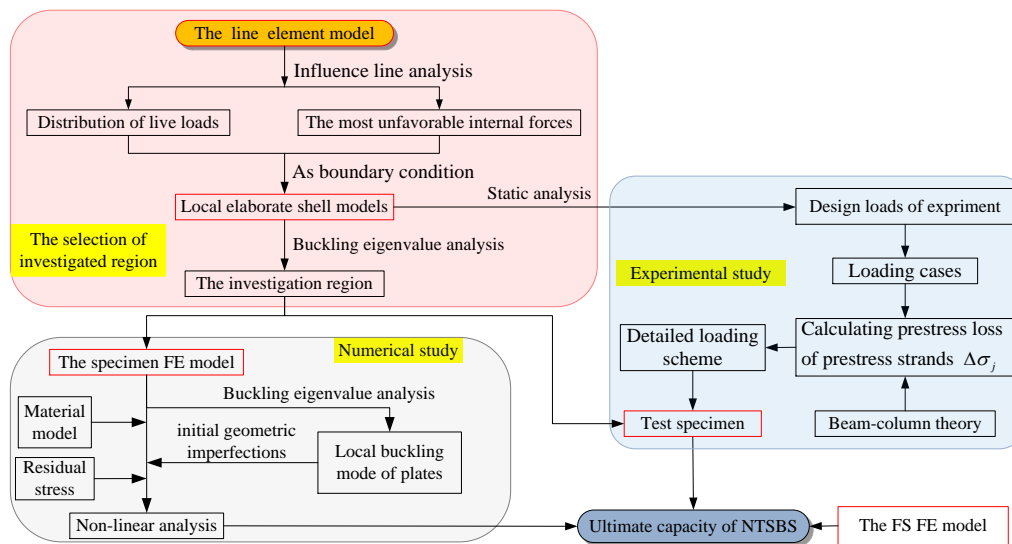 The line element model
Influence line analysis
Distribution of live loads
The most unfavorable internal forces
As boundary condition
Local elaborate shell models
Static analysis
Buckling eigenvalue analysis
The selection of
investigated region
The investigation region
Design loads of expriment
Experimental study
Loading cases
Calculating prestress loss
of prestress strands Δσj
Detailed loading
scheme
Beam-column theory
Test specimen
Numerical study
The specimen FE model
Buckling eigenvalue analysis
Material
model
initial geometric
imperfections
Local buckling
mode of plates
Residual
stress
Non-linear analysis
Ultimate capacity of NTSBS
The FS FE model